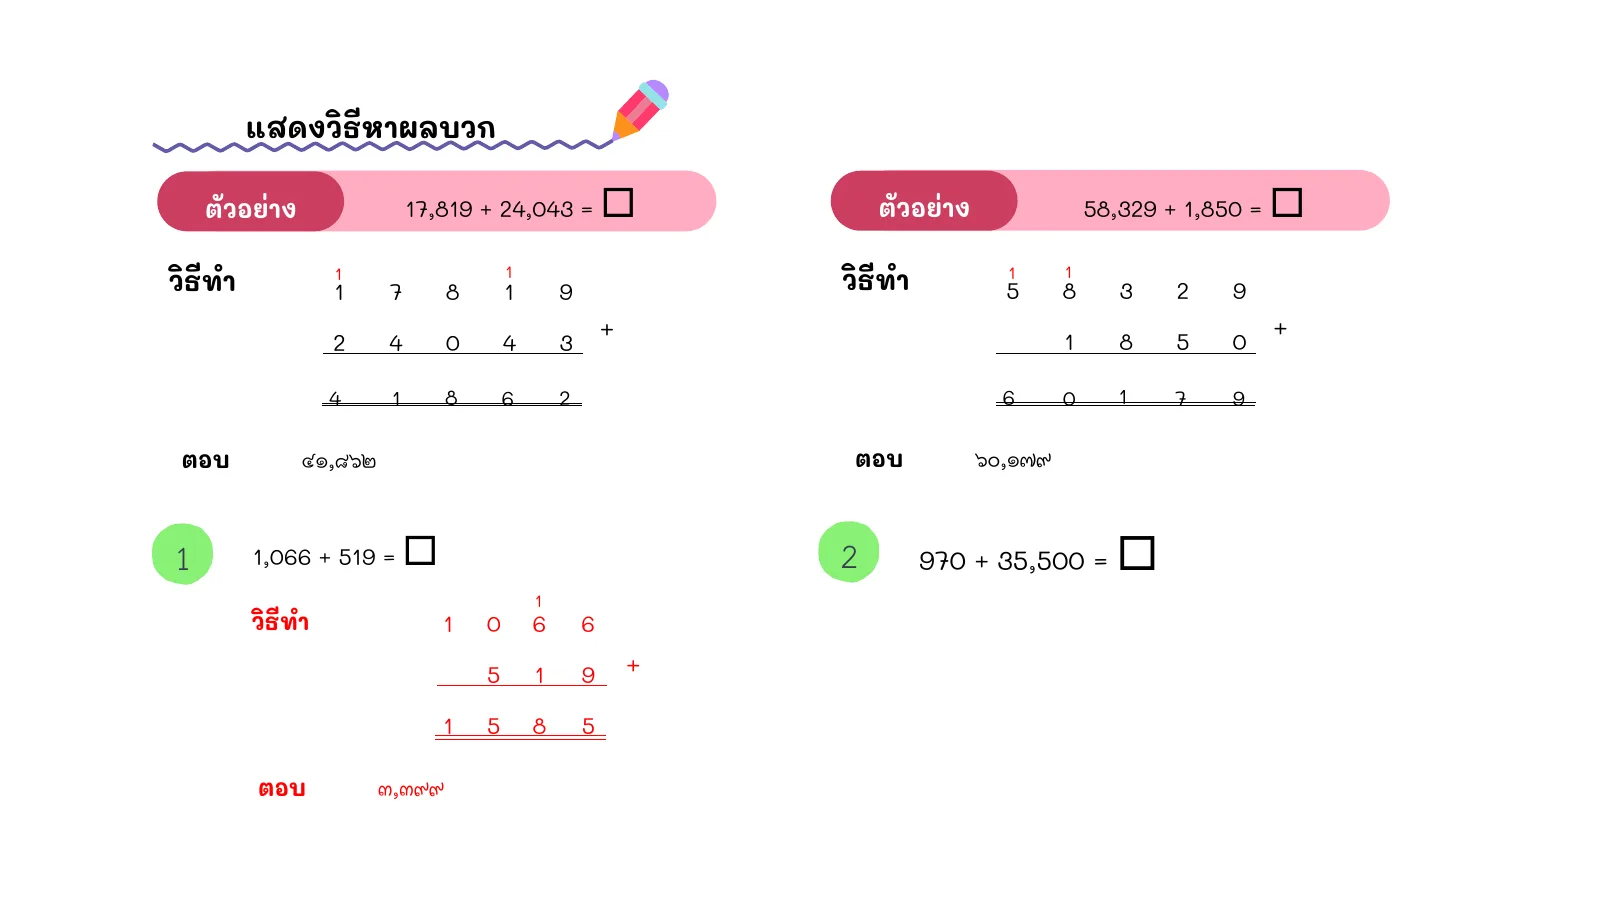 แสดงวิธีหาผลบวก
ตัวอย่าง 17,819 + 24,043 = □
วิธีทำ
1 1
1 7 8 1 9
+
2 4 0 4 3
4 1 8 6 2
ตอบ ๔๑,๘๖๒
ตัวอย่าง 58,329 + 1,850 = □
วิธีทำ
1 1
5 8 3 2 9
+
1 8 5 0
6 0 1 7 9
ตอบ ๖๐,๑๗๙
1 1,066 + 519 = □
วิธีทำ
1
1 0 6 6
+
5 1 9
1 5 8 5
ตอบ ๓,๓๙๙
2 970 + 35,500 = □